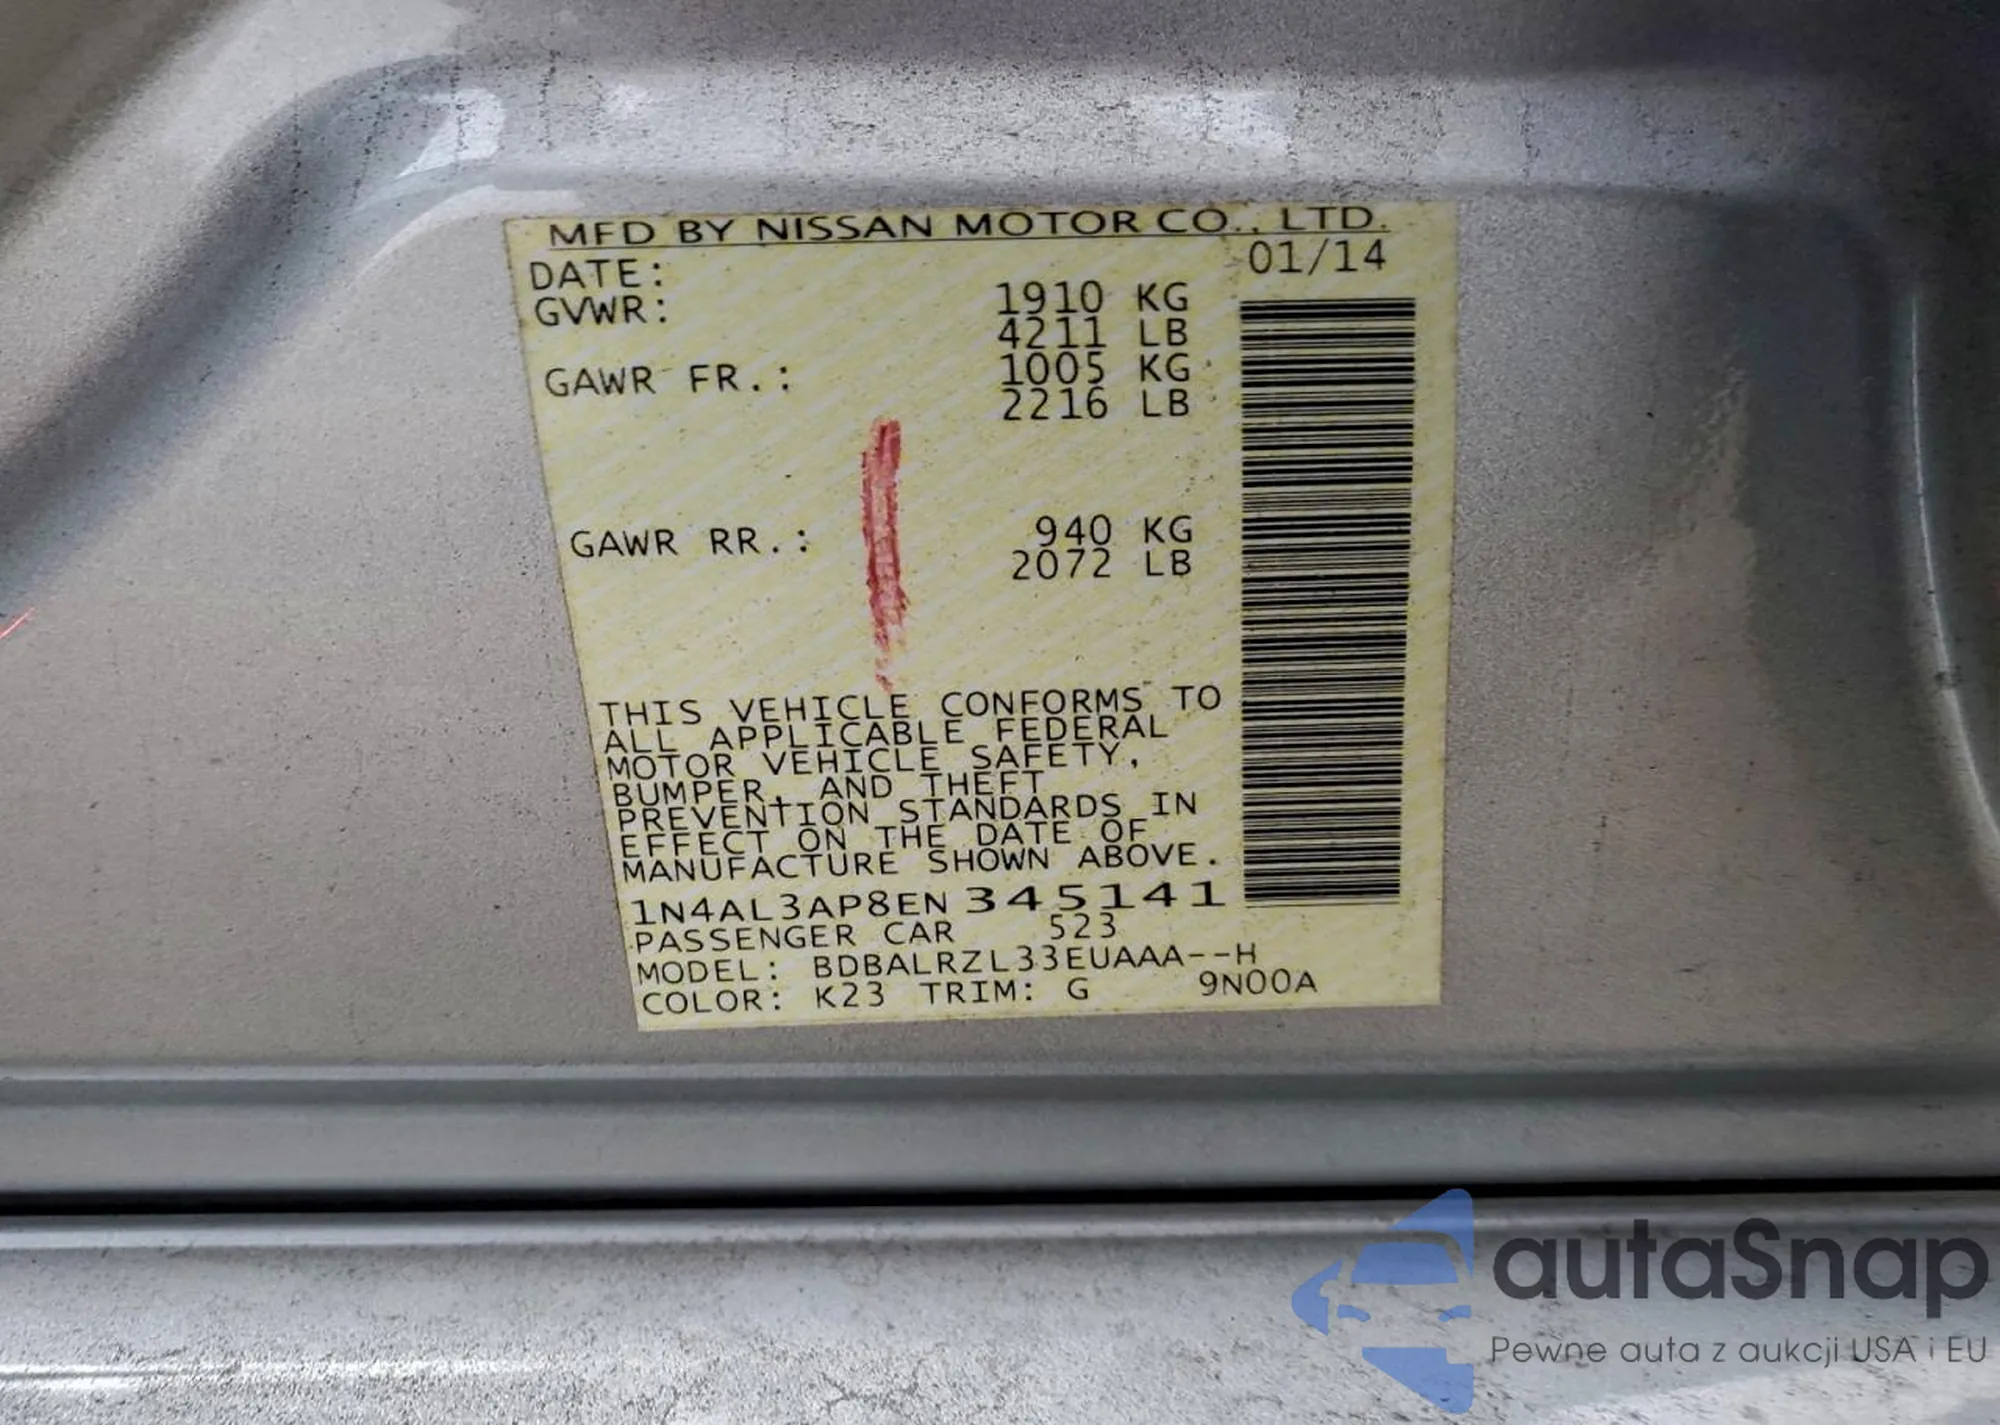 MFD BY NISSAN MOTOR CO., LTD.
DATE: 01/14
GVWR: 1910 KG
4211 LB
GAWR FR.: 1005 KG
2216 LB
GAWR RR.: 940 KG
2072 LB
THIS VEHICLE CONFORMS TO
ALL APPLICABLE FEDERAL
MOTOR VEHICLE SAFETY,
BUMPER, AND THEFT
PREVENTION STANDARDS IN
EFFECT ON THE DATE OF
MANUFACTURE SHOWN ABOVE.
1N4AL3AP8EN 345141
PASSENGER CAR 523
MODEL: BDBALRZL33EUAAA--H
COLOR: K23 TRIM: G 9N00A
autaSnap
Pewne auta z aukcji USA i EU